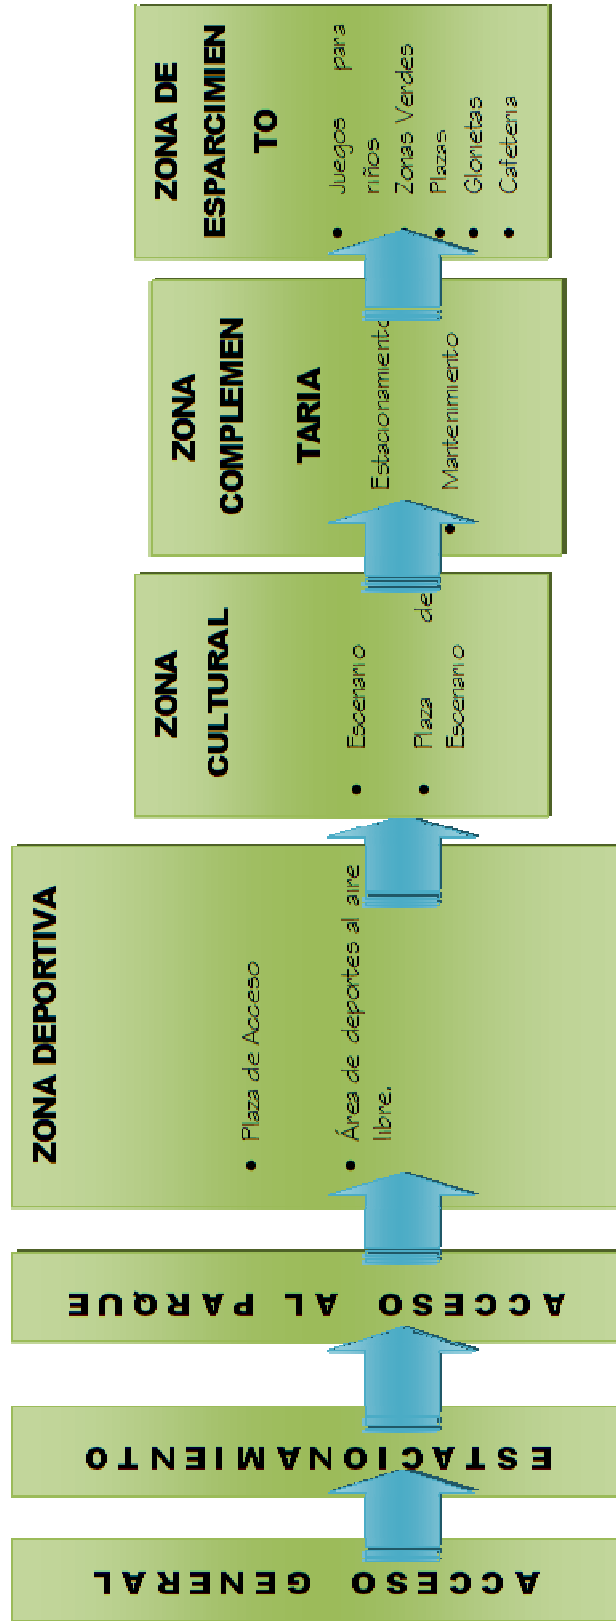 ACCESO GENERAL
ESTACIONAMIENTO
ACCESO AL PARQUE
ZONA DEPORTIVA
• Plaza de Acceso
• Área de deportes al aire
libre.
ZONA
CULTURAL
• Escenario
• Plaza de
Escenario
ZONA
COMPLEMEN
TARIA
Estacionamiento
• Mantenimiento
ZONA DE
ESPARCIMIEN
TO
• Juegos para
niños
Zonas Verdes
• Plazas
• Glorietas
• Cafeteria